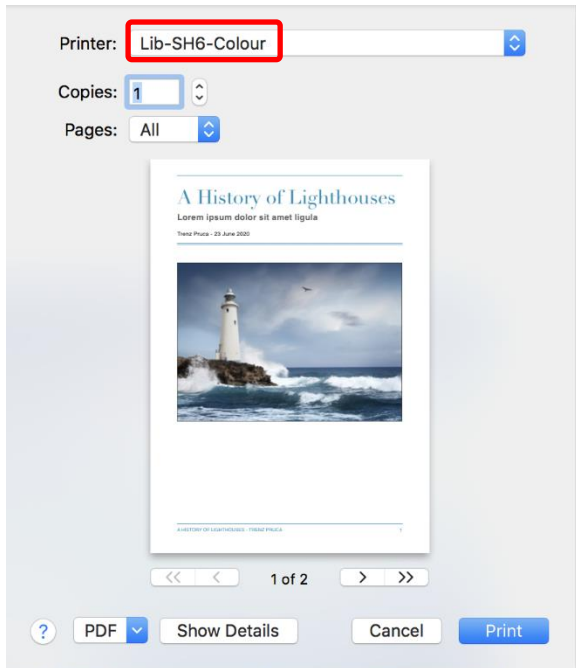 Printer: Lib-SH6-Colour
Copies: 1
Pages: All
A History of Lighthouses
Lorem ipsum dolor sit amet ligula
Trenz Pruca - 23 June 2020
A HISTORY OF LIGHTHOUSES - TRENZ PRUCA 1
<< < 1 of 2 > >>
? PDF Show Details Cancel Print